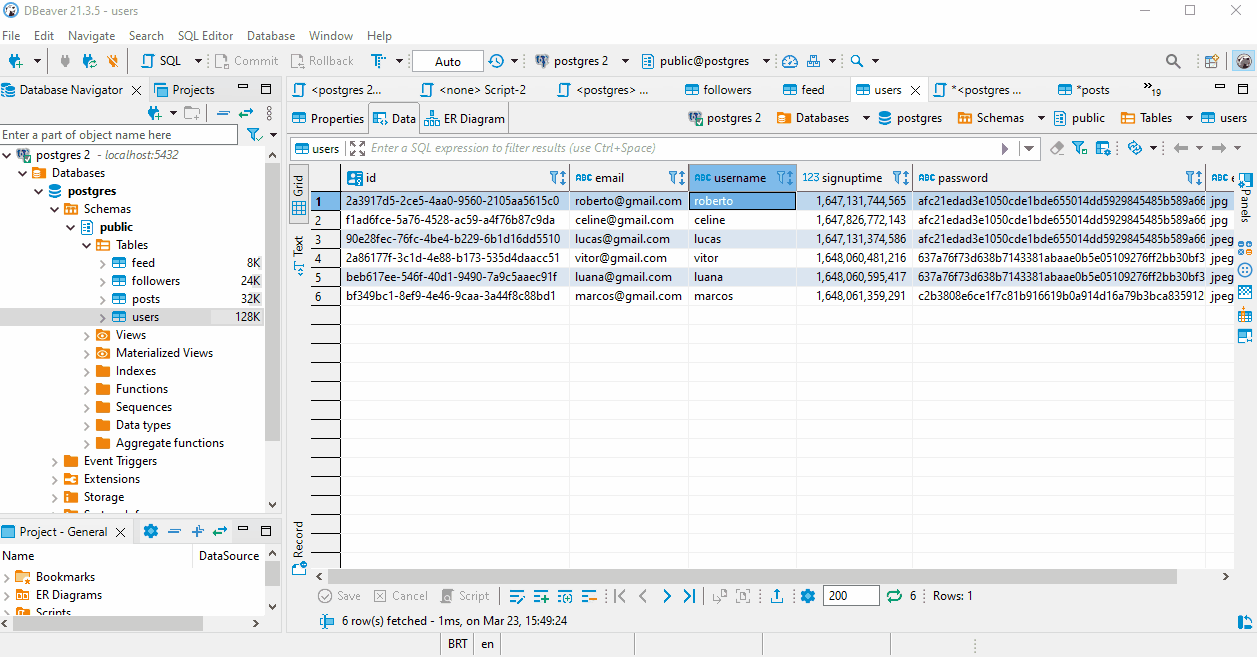 DBeaver 21.3.5 - users
File Edit Navigate Search SQL Editor Database Window Help
SQL Commit Rollback Auto postgres 2 public@postgres
Database Navigator Projects
<postgres 2... <none> Script-2 <postgres> ... followers feed users *<postgres ... *posts »19
Properties Data ER Diagram postgres 2 Databases postgres Schemas public Tables users
Enter a part of object name here
users Enter a SQL expression to filter results (use Ctrl+Space)
postgres 2 - localhost:5432
Databases
postgres
Schemas
public
Tables
feed 8K
followers 24K
posts 32K
users 128K
Views
Materialized Views
Indexes
Functions
Sequences
Data types
Aggregate functions
Event Triggers
Extensions
Storage
Project - General
Name DataSource
Bookmarks
ER Diagrams
Scripts
Grid
Text
Record
id ABC email ABC username 123 signuptime ABC password ABC
1 2a3917d5-2ce5-4aa0-9560-2105aa5615c0 roberto@gmail.com roberto 1,647,131,744,565 afc21edad3e1050cde1bde655014dd5929845485b589a66 jpg
2 f1ad6fce-5a76-4528-ac59-a4f76b87c9da celine@gmail.com celine 1,647,826,772,143 afc21edad3e1050cde1bde655014dd5929845485b589a66 jpg
3 90e28fec-76fc-4be4-b229-6b1d16dd5510 lucas@gmail.com lucas 1,647,131,374,586 afc21edad3e1050cde1bde655014dd5929845485b589a66 jpeg
4 2a86177f-3c1d-4e88-b173-535d4daacc51 vitor@gmail.com vitor 1,648,060,481,216 637a76f73d638b7143381abaae0b5e05109276ff2bb30bf3 jpeg
5 beb617ee-546f-40d1-9490-7a9c5aaec91f luana@gmail.com luana 1,648,060,595,417 637a76f73d638b7143381abaae0b5e05109276ff2bb30bf3 jpeg
6 bf349bc1-8ef9-4e46-9caa-3a44f8c88bd1 marcos@gmail.com marcos 1,648,061,359,291 c2b3808e6ce1f7c81b916619b0a914d16a79b3bca835912 jpeg
Panels
Save Cancel Script 200 6 Rows: 1
6 row(s) fetched - 1ms, on Mar 23, 15:49:24
BRT en